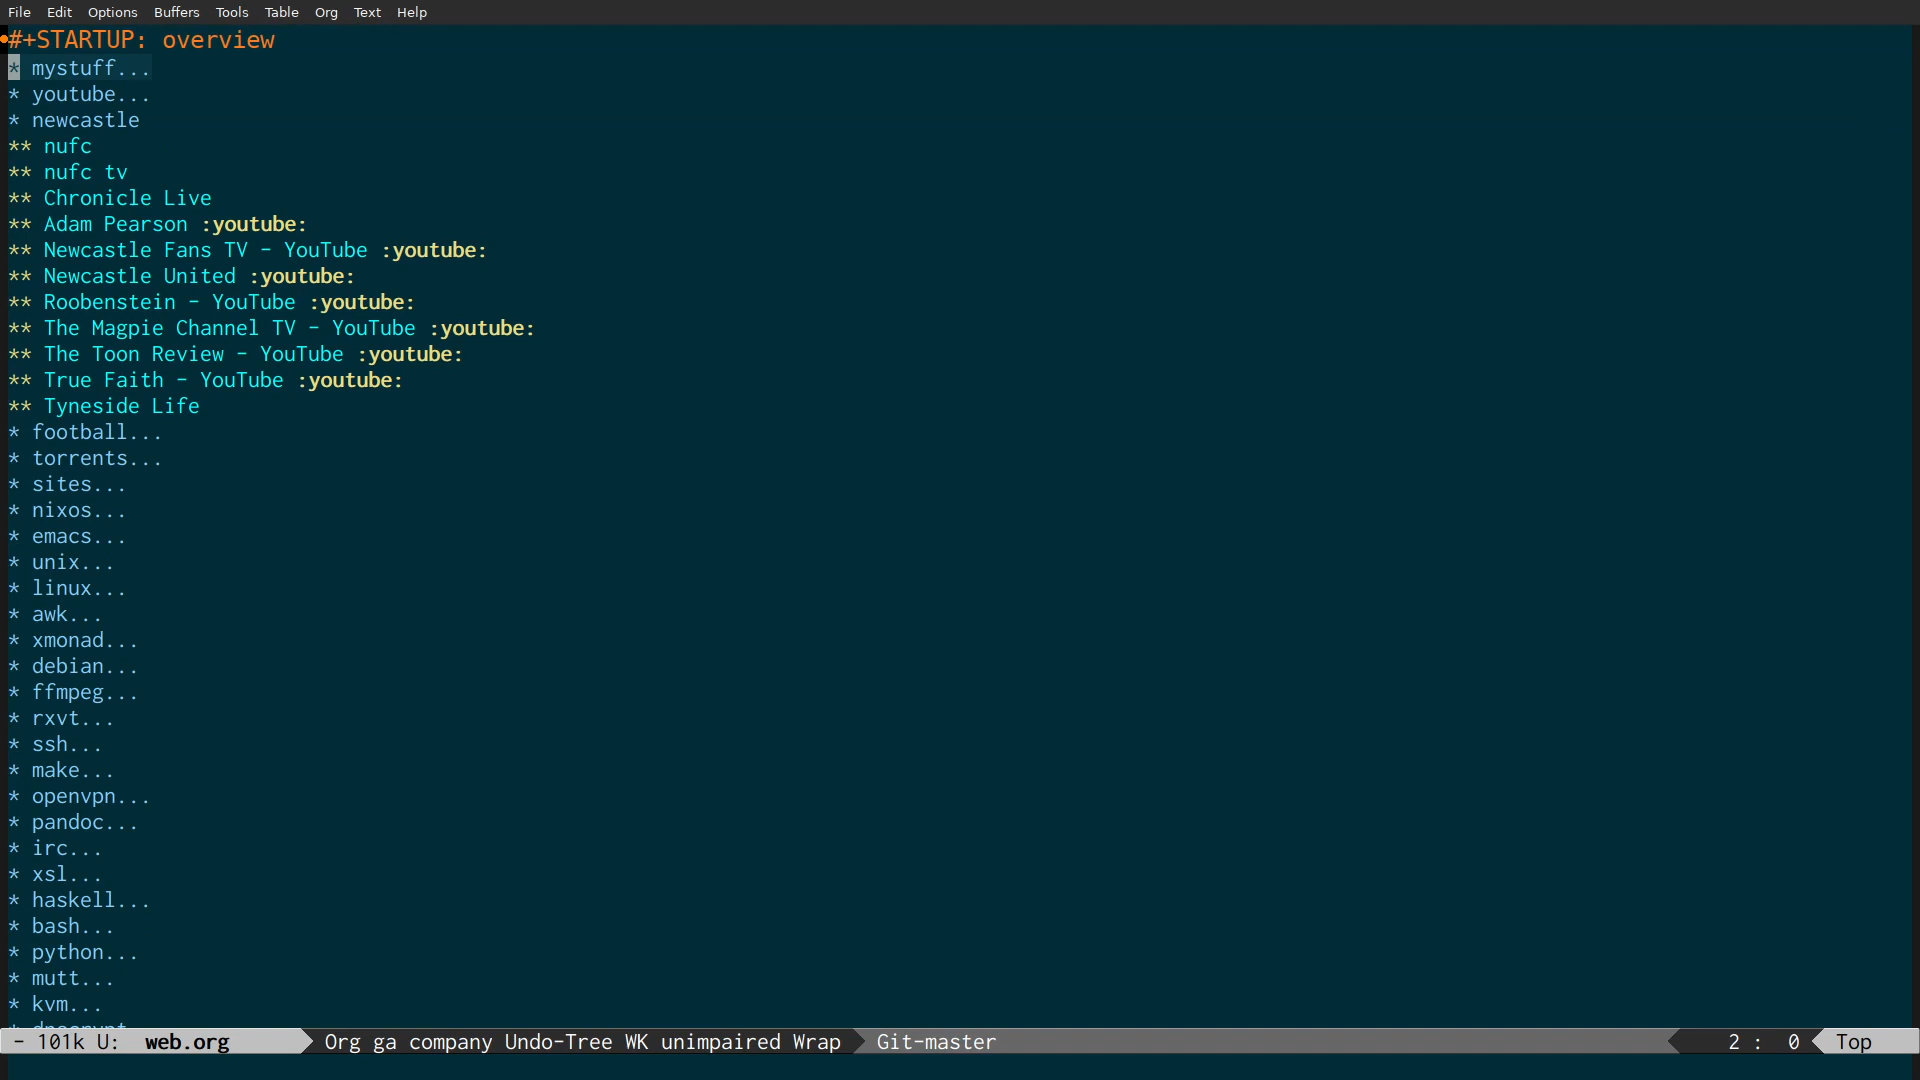 File Edit Options Buffers Tools Table Org Text Help
#+STARTUP: overview
* mystuff...
* youtube...
* newcastle
** nufc
** nufc tv
** Chronicle Live
** Adam Pearson :youtube:
** Newcastle Fans TV - YouTube :youtube:
** Newcastle United :youtube:
** Roobenstein - YouTube :youtube:
** The Magpie Channel TV - YouTube :youtube:
** The Toon Review - YouTube :youtube:
** True Faith - YouTube :youtube:
** Tyneside Life
* football...
* torrents...
* sites...
* nixos...
* emacs...
* unix...
* linux...
* awk...
* xmonad...
* debian...
* ffmpeg...
* rxvt...
* ssh...
* make...
* openvpn...
* pandoc...
* irc...
* xsl...
* haskell...
* bash...
* python...
* mutt...
* kvm...
- 101k U: web.org Org ga company Undo-Tree WK unimpaired Wrap Git-master 2 : 0 Top